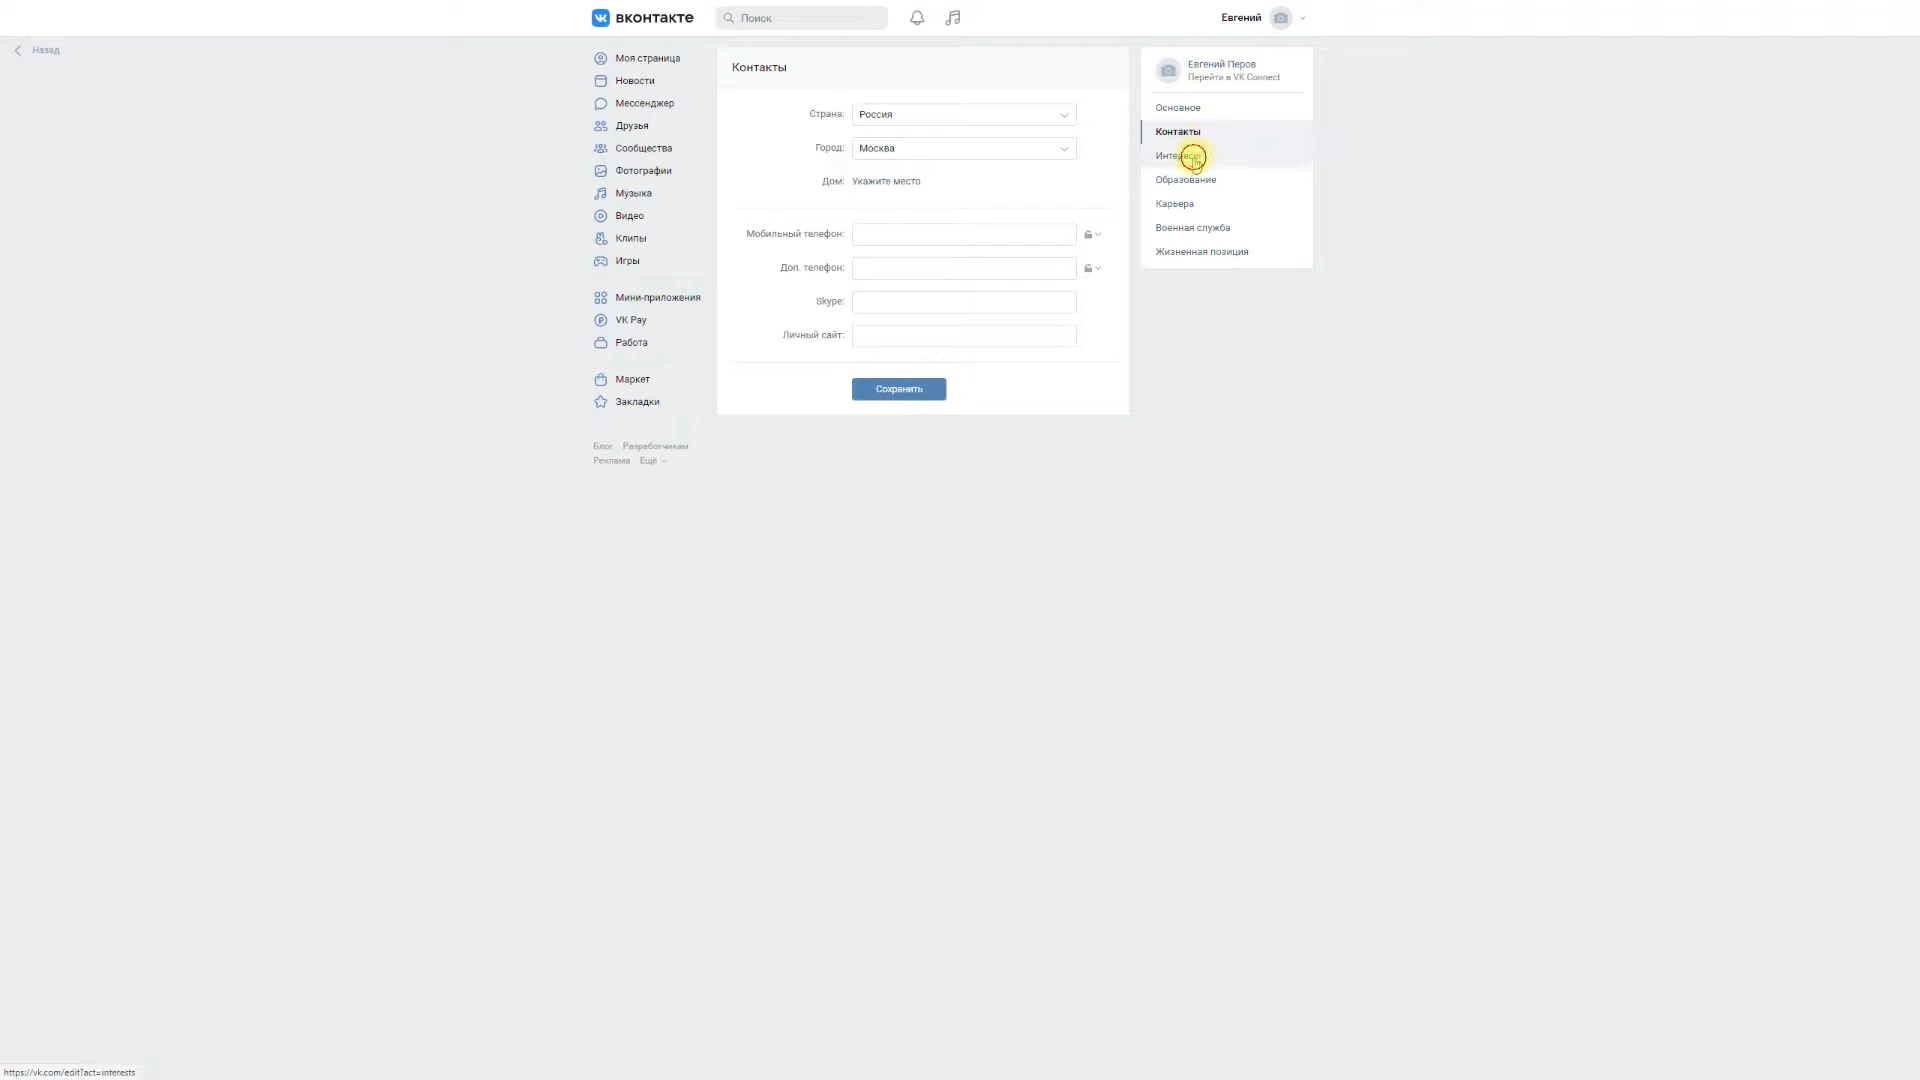 вконтакте
Поиск
Евгений
Назад
Моя страница
Новости
Мессенджер
Друзья
Сообщества
Фотографии
Музыка
Видео
Клипы
Игры
Мини-приложения
VK Pay
Работа
Маркет
Закладки
Блог Разработчикам
Реклама Ещё
Контакты
Страна: Россия
Город: Москва
Дом: Укажите место
Мобильный телефон:
Доп. телефон:
Skype:
Личный сайт:
Сохранить
Евгений Перов
Перейти в VK Connect
Основное
Контакты
Образование
Карьера
Военная служба
Жизненная позиция
https://vk.com/edit?act=interests